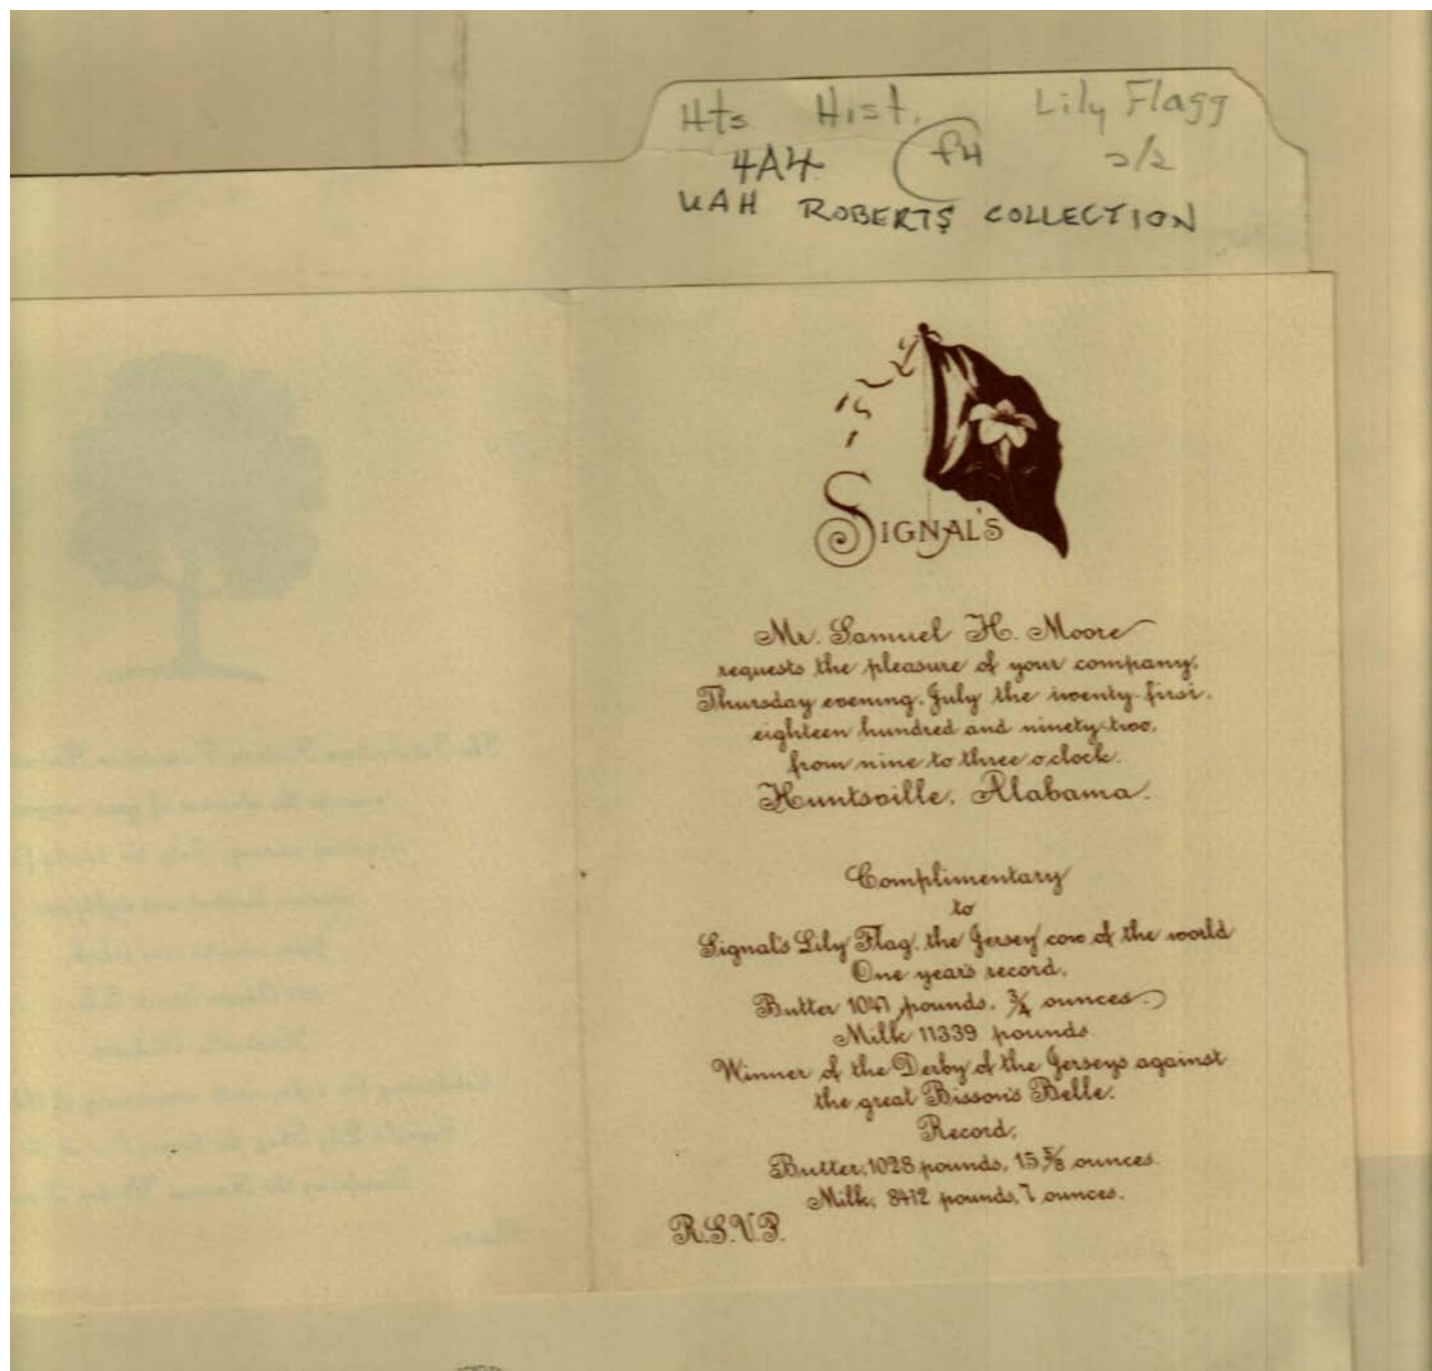 Hts Hist. Lily Flagg
4A4 f4 2/2
UAH ROBERTS COLLECTION
SIGNAL'S
Mr. Samuel H. Moore
requests the pleasure of your company,
Thursday evening, July the twenty-first,
eighteen hundred and ninety-two,
from nine to three o'clock.
Huntsville, Alabama.
Complimentary
to
Signal's Lily Flag, the Jersey cow of the world
One year's record,
Butter 1047 pounds, 3/4 ounces.
Milk 11339 pounds
Winner of the Derby of the Jerseys against
the great Bisson's Belle.
Record;
Butter, 1028 pounds, 15 5/8 ounces.
Milk, 8412 pounds, 7 ounces.
R.S.V.P.